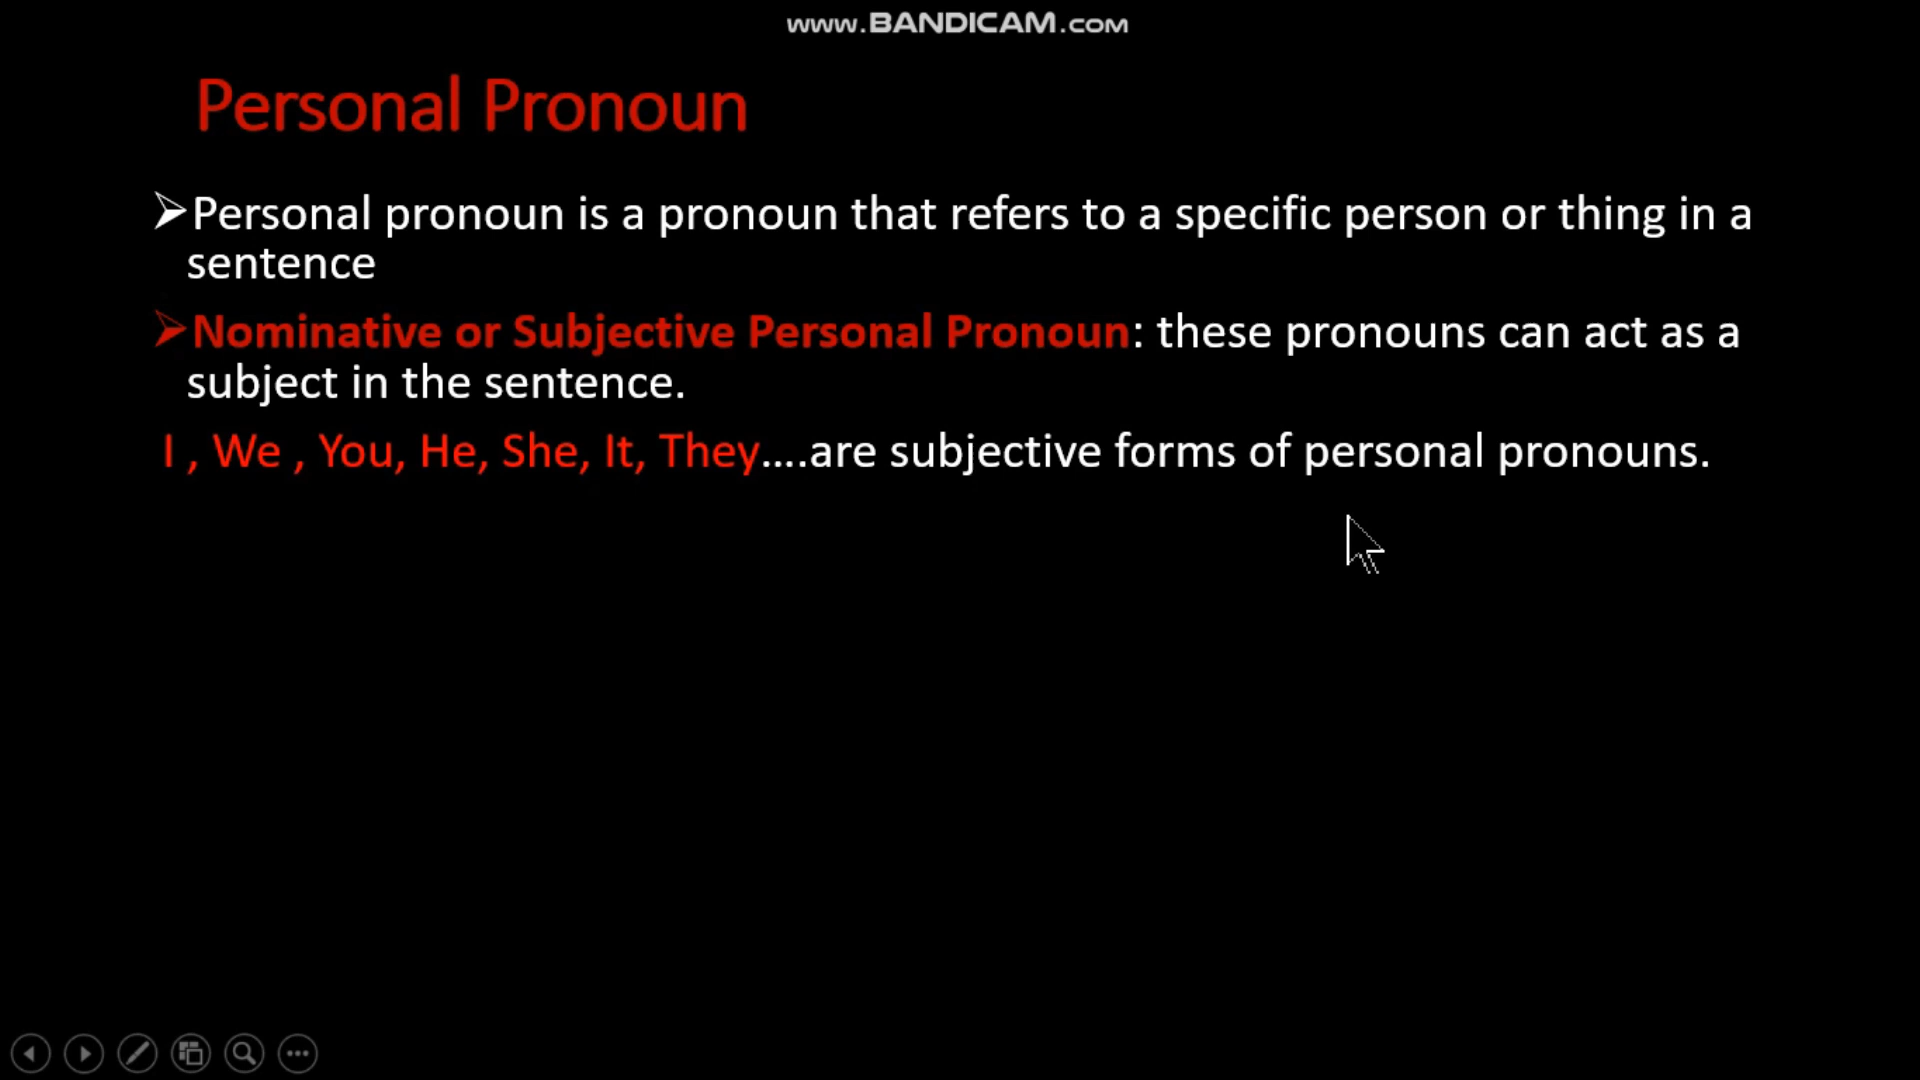 www.BANDICAM.com
Personal Pronoun
➢Personal pronoun is a pronoun that refers to a specific person or thing in a
sentence
➢Nominative or Subjective Personal Pronoun: these pronouns can act as a
subject in the sentence.
I , We , You, He, She, It, They....are subjective forms of personal pronouns.